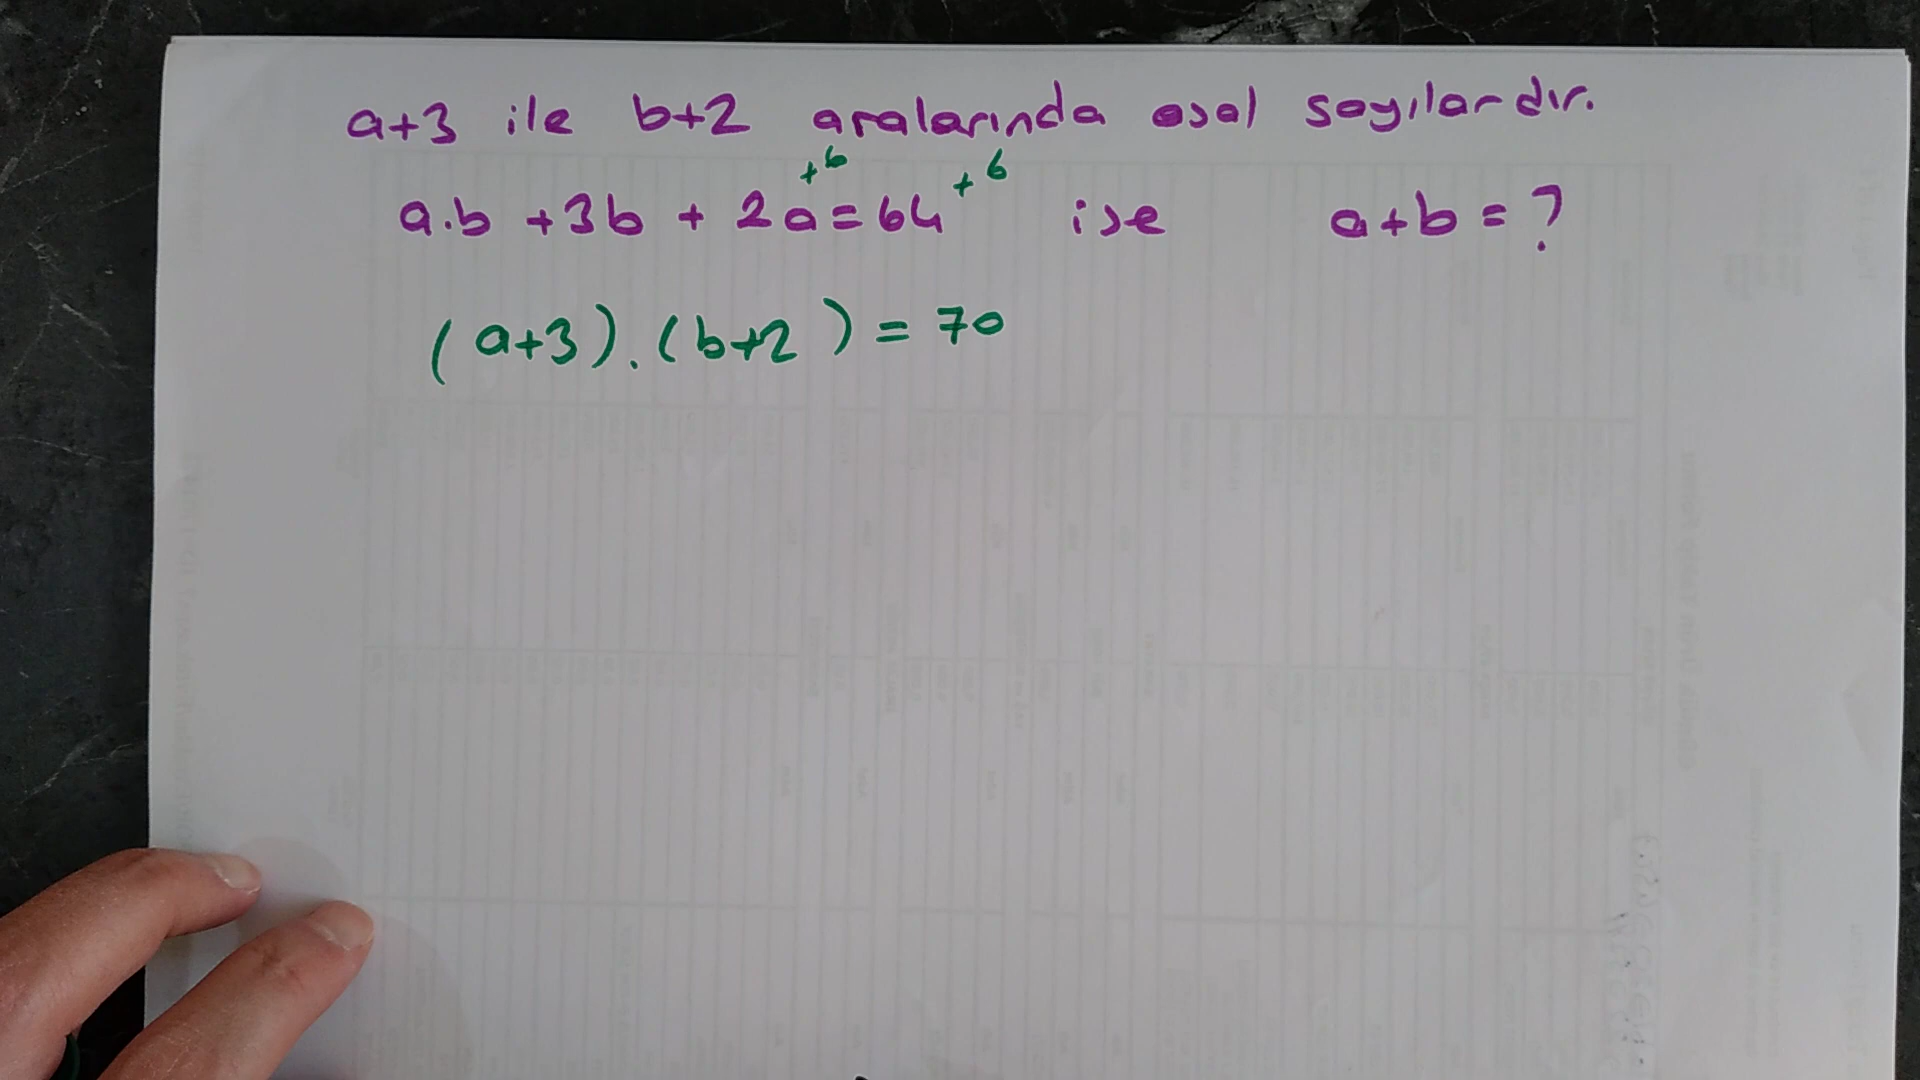 a+3 ile b+2 aralarında asal sayılardır.
+6 +6
a.b +3b + 2a=64 ise a+b=?
(a+3).(b+2)=70